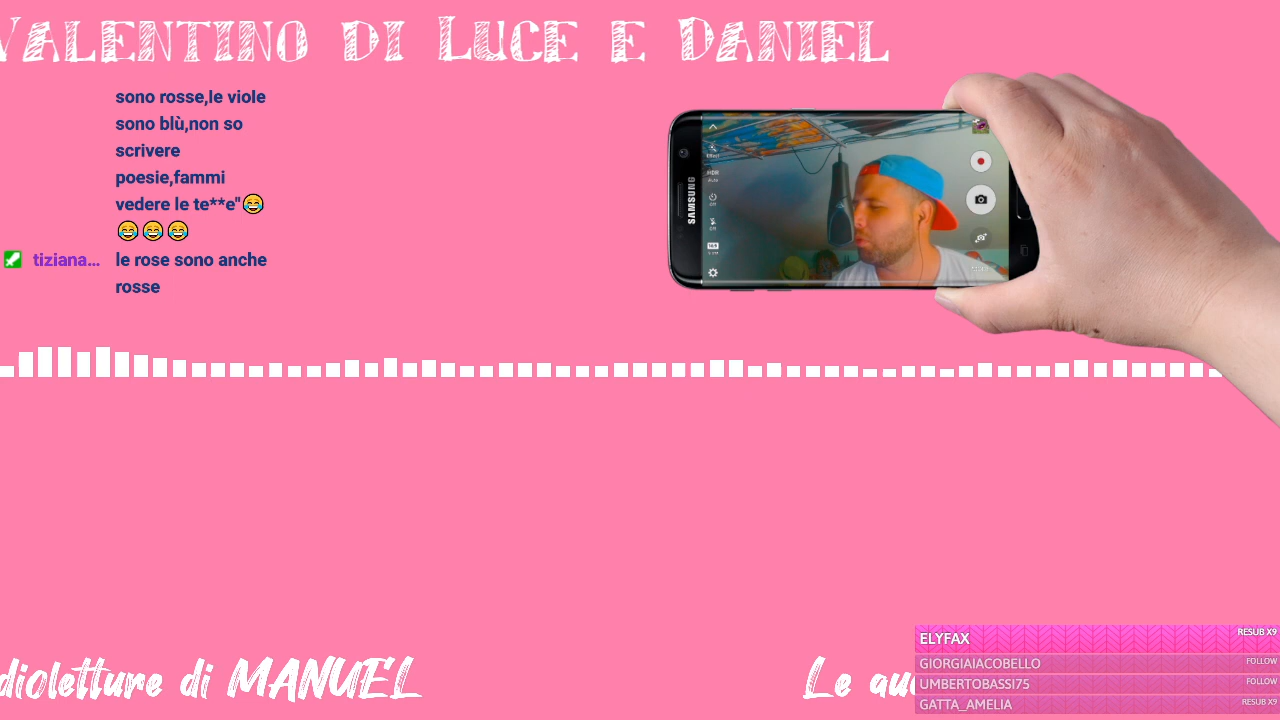 VALENTINO DI LUCE E DANIEL
sono rosse,le viole
sono blù,non so
scrivere
poesie,fammi
vedere le te**e"😂
😂😂😂
tiziana... le rose sono anche
rosse
SAMSUNG
HDR
dioletture di MANUEL
Le au
ELYFAX RESUB X9
GIORGIAIACOBELLO FOLLOW
UMBERTOBASSI75 FOLLOW
GATTA_AMELIA RESUB X9